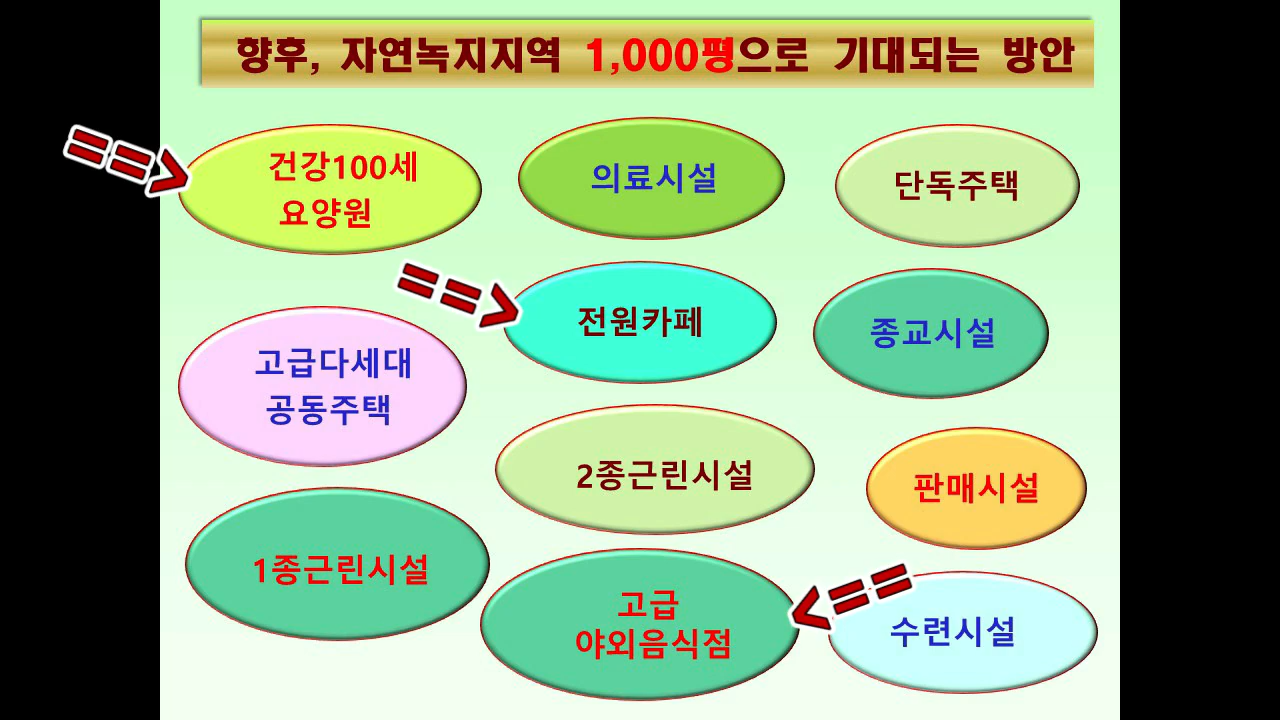 향후, 자연녹지지역 1,000평으로 기대되는 방안
==>
건강100세
요양원
의료시설
단독주택
==>
전원카페
종교시설
고급다세대
공동주택
2종근린시설
판매시설
1종근린시설
고급
야외음식점
<==
수련시설